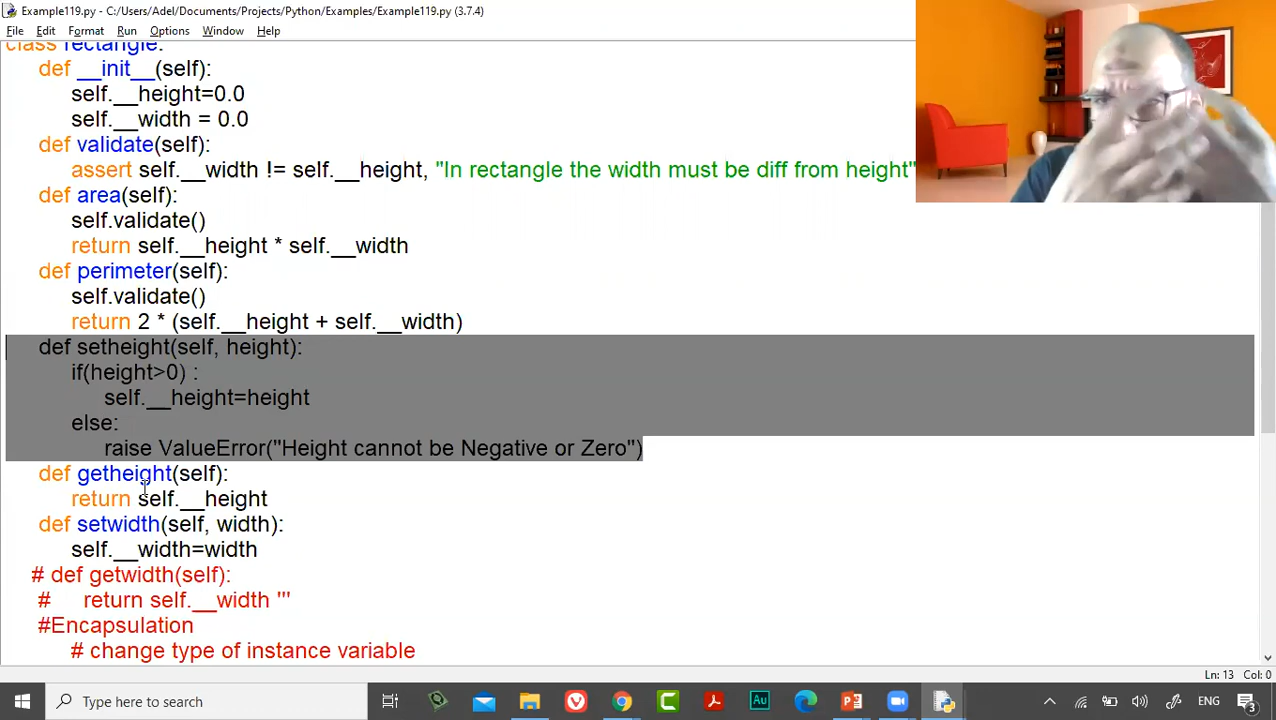 Example119.py - C:/Users/Adel/Documents/Projects/Python/Examples/Example119.py (3.7.4)
File Edit Format Run Options Window Help
class rectangle:
def __init__(self):
self.__height=0.0
self.__width = 0.0
def validate(self):
assert self.__width != self.__height, "In rectangle the width must be diff from height"
def area(self):
self.validate()
return self.__height * self.__width
def perimeter(self):
self.validate()
return 2 * (self.__height + self.__width)
def setheight(self, height):
if(height>0) :
self.__height=height
else:
raise ValueError("Height cannot be Negative or Zero")
def getheight(self):
return self.__height
def setwidth(self, width):
self.__width=width
# def getwidth(self):
# return self.__width '''
#Encapsulation
# change type of instance variable
Ln: 13 Col: 0
Type here to search
Au
ENG
3